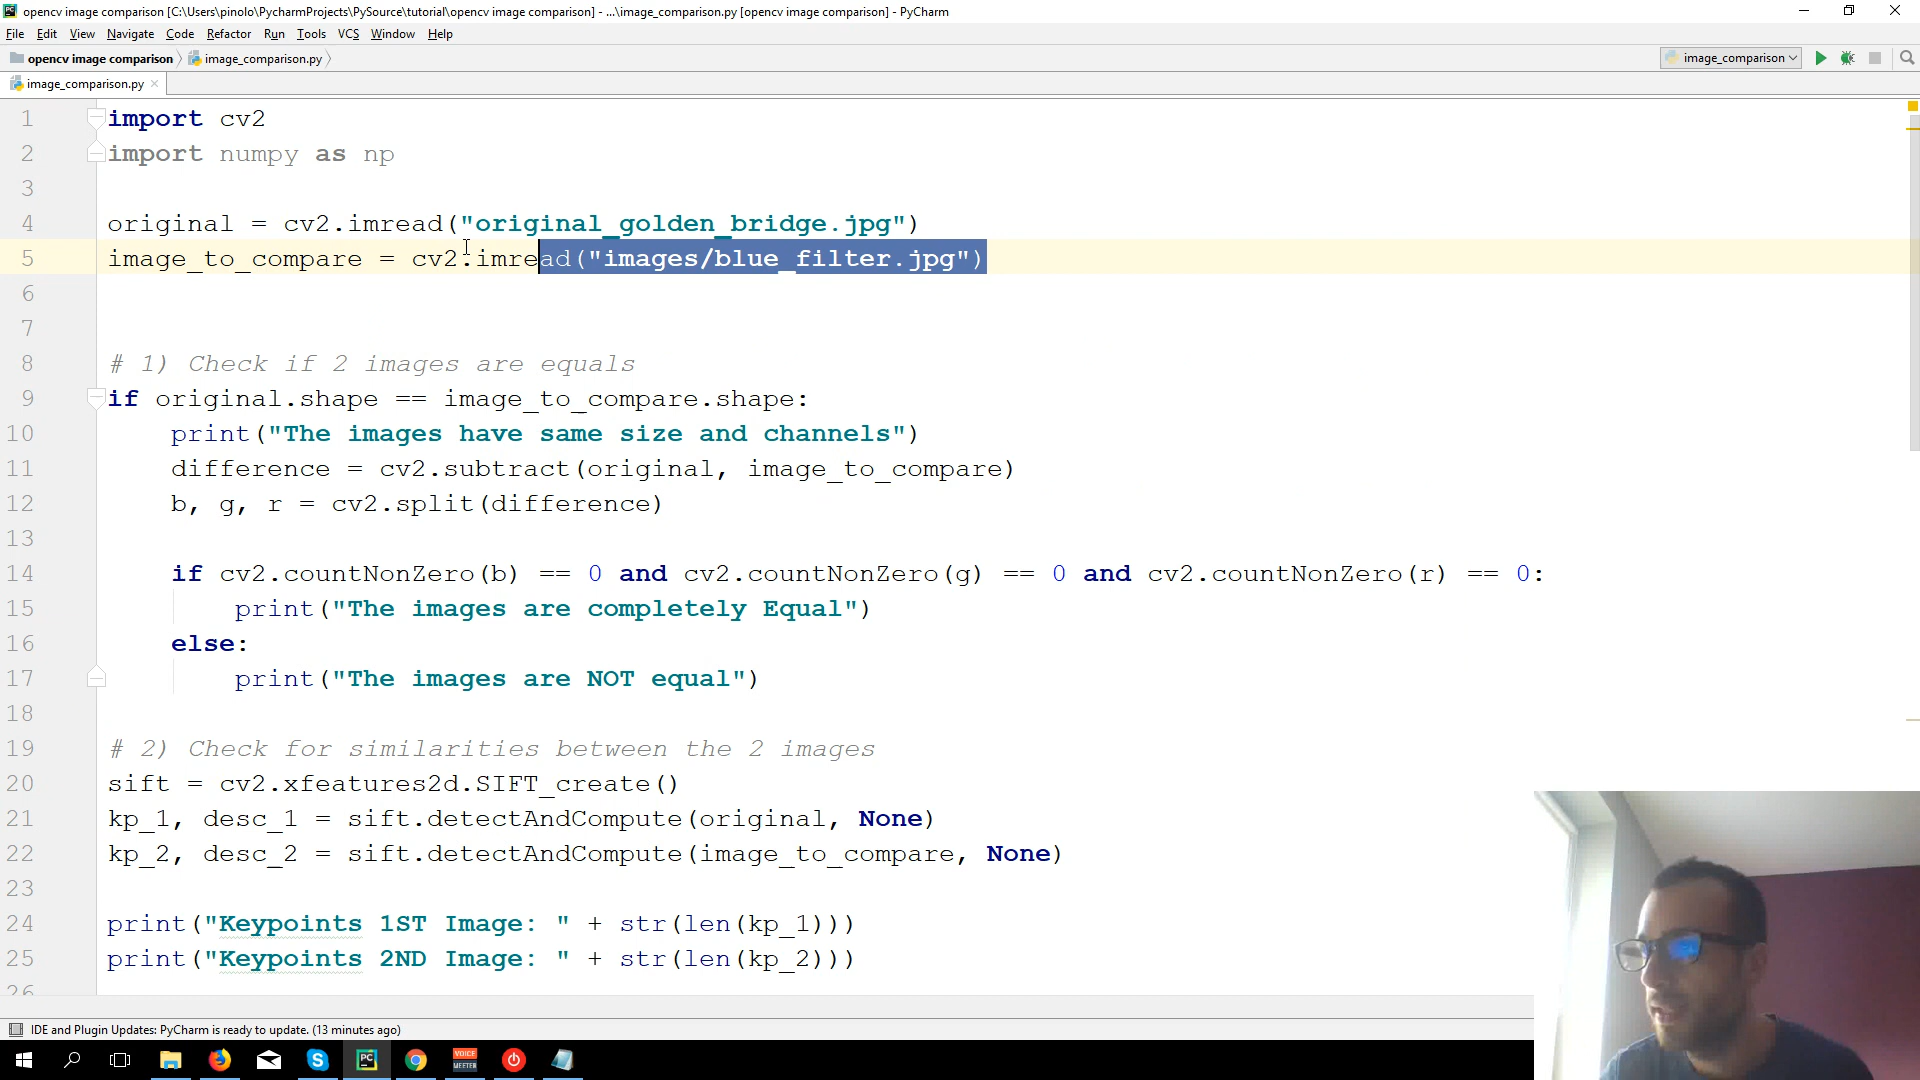 opencv image comparison [C:\Users\pinolo\PycharmProjects\PySource\tutorial\opencv image comparison] - ...\image_comparison.py [opencv image comparison] - PyCharm
File Edit View Navigate Code Refactor Run Tools VCS Window Help
opencv image comparison image_comparison.py image_comparison
image_comparison.py
1 import cv2
2 import numpy as np
3
4 original = cv2.imread("original_golden_bridge.jpg")
5 image_to_compare = cv2.imread("images/blue_filter.jpg")
6
7
8 # 1) Check if 2 images are equals
9 if original.shape == image_to_compare.shape:
10 print("The images have same size and channels")
11 difference = cv2.subtract(original, image_to_compare)
12 b, g, r = cv2.split(difference)
13
14 if cv2.countNonZero(b) == 0 and cv2.countNonZero(g) == 0 and cv2.countNonZero(r) == 0:
15 print("The images are completely Equal")
16 else:
17 print("The images are NOT equal")
18
19 # 2) Check for similarities between the 2 images
20 sift = cv2.xfeatures2d.SIFT_create()
21 kp_1, desc_1 = sift.detectAndCompute(original, None)
22 kp_2, desc_2 = sift.detectAndCompute(image_to_compare, None)
23
24 print("Keypoints 1ST Image: " + str(len(kp_1)))
25 print("Keypoints 2ND Image: " + str(len(kp_2)))
26
IDE and Plugin Updates: PyCharm is ready to update. (13 minutes ago)
PC
VOICE
MEETER